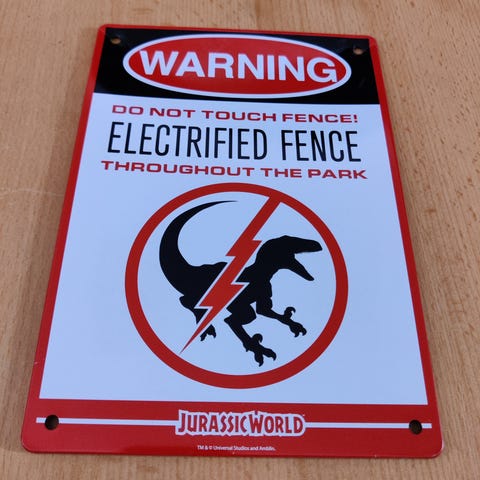 WARNING
DO NOT TOUCH FENCE!
ELECTRIFIED FENCE
THROUGHOUT THE PARK
JURASSIC WORLD
TM & © Universal Studios and Amblin.